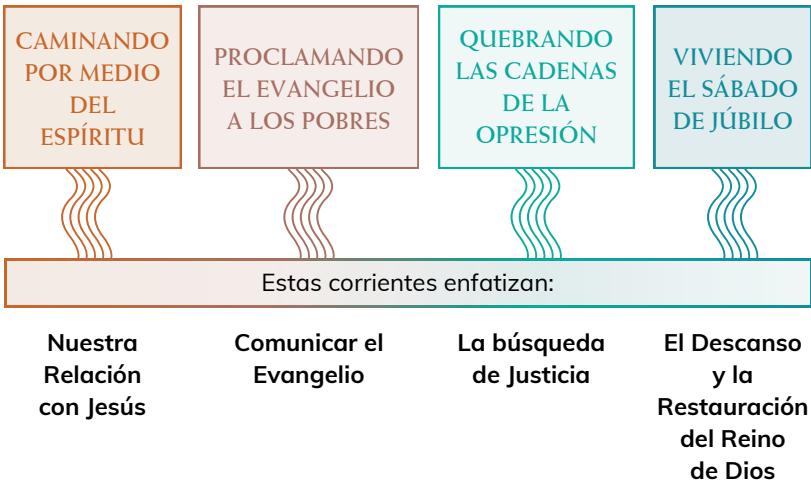 CAMINANDO
POR MEDIO
DEL
ESPÍRITU
PROCLAMANDO
EL EVANGELIO
A LOS POBRES
QUEBRANDO
LAS CADENAS
DE LA
OPRESIÓN
VIVIENDO
EL SÁBADO
DE JÚBILO
Estas corrientes enfatizan:
Nuestra
Relación
con Jesús
Comunicar el
Evangelio
La búsqueda
de Justicia
El Descanso
y la
Restauración
del Reino
de Dios